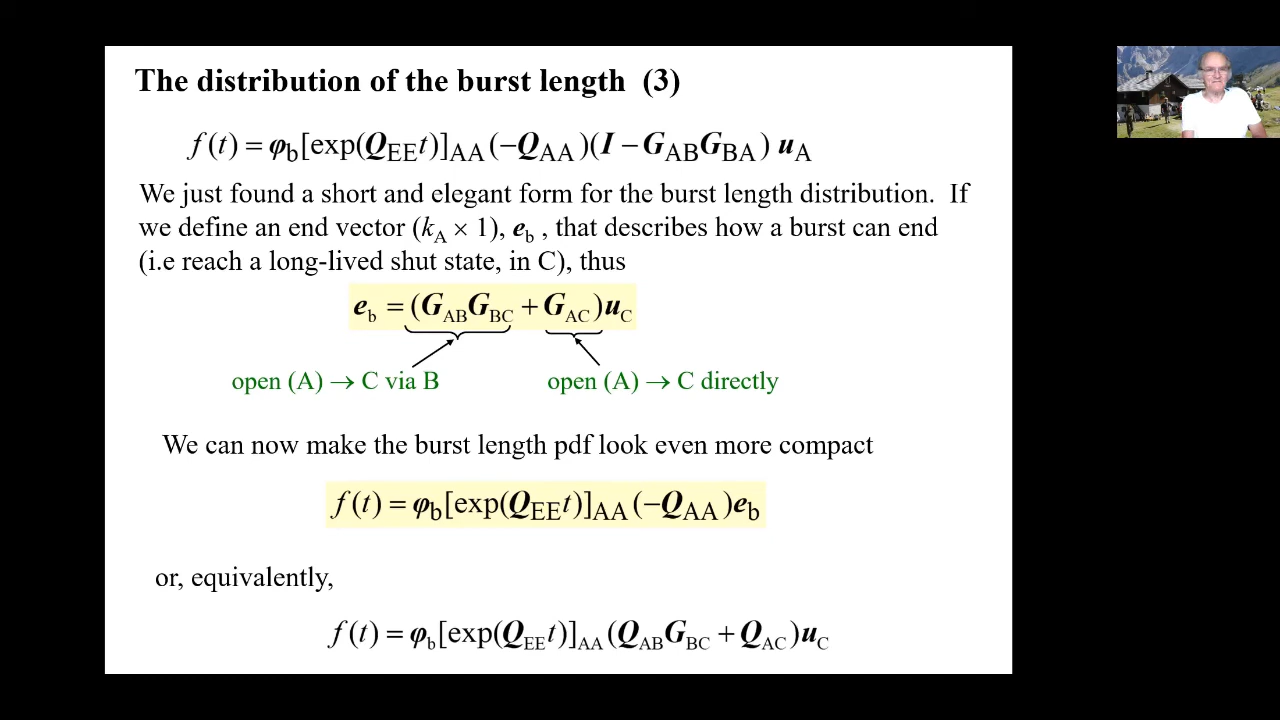 The distribution of the burst length (3)
f(t) = φb[exp(QEEt)]AA(−QAA)(I − GABGBA) uA
We just found a short and elegant form for the burst length distribution. If
we define an end vector (kA × 1), eb , that describes how a burst can end
(i.e reach a long-lived shut state, in C), thus
eb = (GABGBC + GAC)uC
open (A) → C via B open (A) → C directly
We can now make the burst length pdf look even more compact
f(t) = φb[exp(QEEt)]AA(−QAA)eb
or, equivalently,
f(t) = φb[exp(QEEt)]AA(QABGBC + QAC)uC